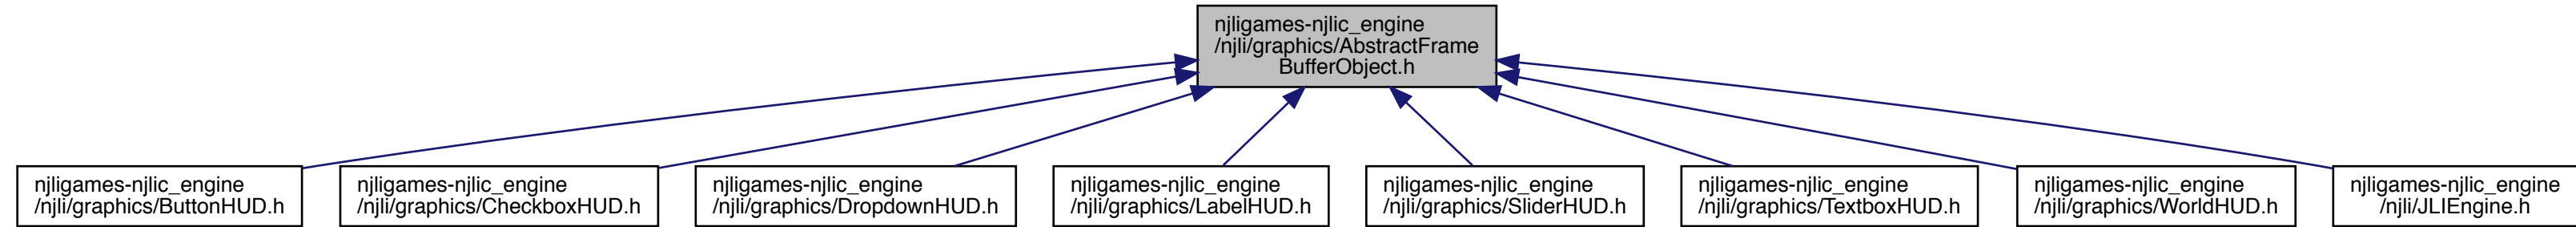 njligames-njlic_engine
/njli/graphics/AbstractFrame
BufferObject.h
njligames-njlic_engine
/njli/graphics/ButtonHUD.h
njligames-njlic_engine
/njli/graphics/CheckboxHUD.h
njligames-njlic_engine
/njli/graphics/DropdownHUD.h
njligames-njlic_engine
/njli/graphics/LabelHUD.h
njligames-njlic_engine
/njli/graphics/SliderHUD.h
njligames-njlic_engine
/njli/graphics/TextboxHUD.h
njligames-njlic_engine
/njli/graphics/WorldHUD.h
njligames-njlic_engine
/njli/JLIEngine.h